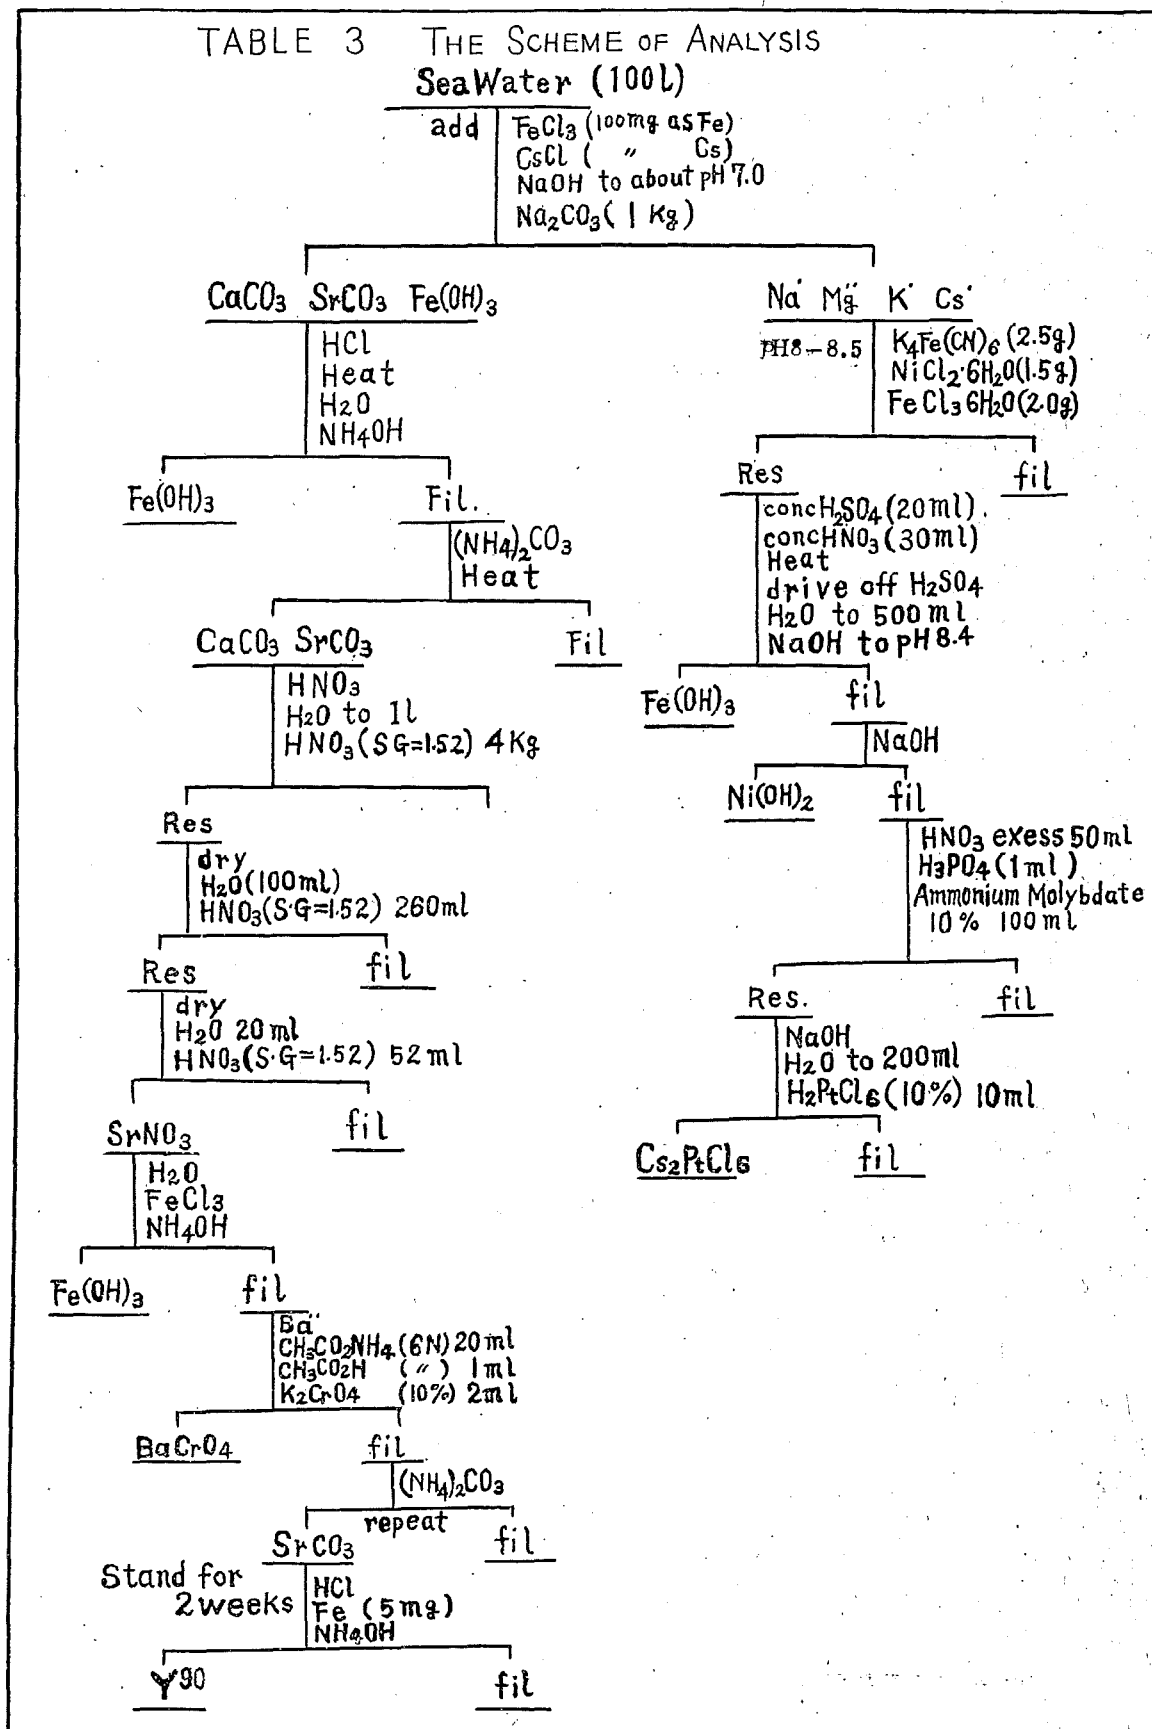 TABLE 3 THE SCHEME OF ANALYSIS
SeaWater (100l)
add FeCl₃ (100mg as Fe)
CsCl ( 〃 Cs)
NaOH to about pH 7.0
Na₂CO₃ (1 Kg)
CaCO₃ SrCO₃ Fe(OH)₃
HCl
Heat
H₂O
NH₄OH
Fe(OH)₃ Fil.
(NH₄)₂CO₃
Heat
CaCO₃ SrCO₃ Fil
HNO₃
H₂O to 1l
HNO₃ (SG=1.52) 4Kg
Res
dry
H₂O (100ml)
HNO₃ (S·G=1.52) 260ml
Res fil
dry
H₂O 20ml
HNO₃ (S·G=1.52) 52ml
SrNO₃ fil
H₂O
FeCl₃
NH₄OH
Fe(OH)₃ fil
Ba¨
CH₃CO₂NH₄ (6N) 20ml
CH₃CO₂H (〃) 1ml
K₂CrO₄ (10%) 2ml
BaCrO₄ fil
(NH₄)₂CO₃
repeat
SrCO₃ fil
Stand for
2weeks
HCl
Fe (5mg)
NH₄OH
Y⁹⁰ fil
Na˙ Mg¨ K˙ Cs˙
PH8-8.5 K₄Fe(CN)₆ (2.5g)
NiCl₂·6H₂O (1.5g)
FeCl₃ 6H₂O (2.0g)
Res fil
concH₂SO₄ (20ml).
concHNO₃ (30ml)
Heat
drive off H₂SO₄
H₂O to 500ml
NaOH to pH 8.4
Fe(OH)₃ fil
NaOH
Ni(OH)₂ fil
HNO₃ exess 50ml
H₃PO₄ (1ml)
Ammonium Molybdate
10% 100ml
Res. fil
NaOH
H₂O to 200ml
H₂PtCl₆ (10%) 10ml
Cs₂PtCl₆ fil